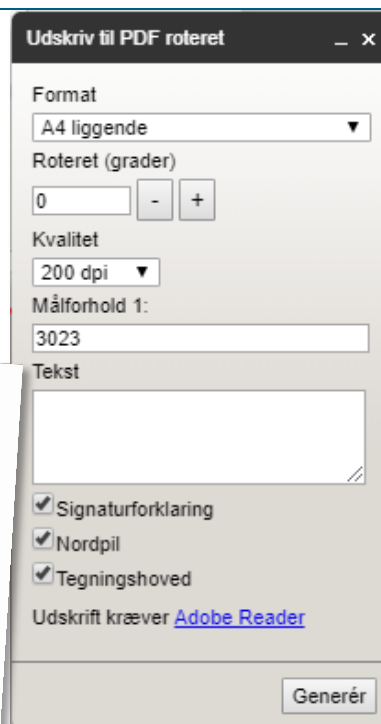 Udskriv til PDF roteret
Format
A4 liggende
Roteret (grader)
0 - +
Kvalitet
200 dpi
Målforhold 1:
3023
Tekst
Signaturforklaring
Nordpil
Tegningshoved
Udskrift kræver Adobe Reader
Generér